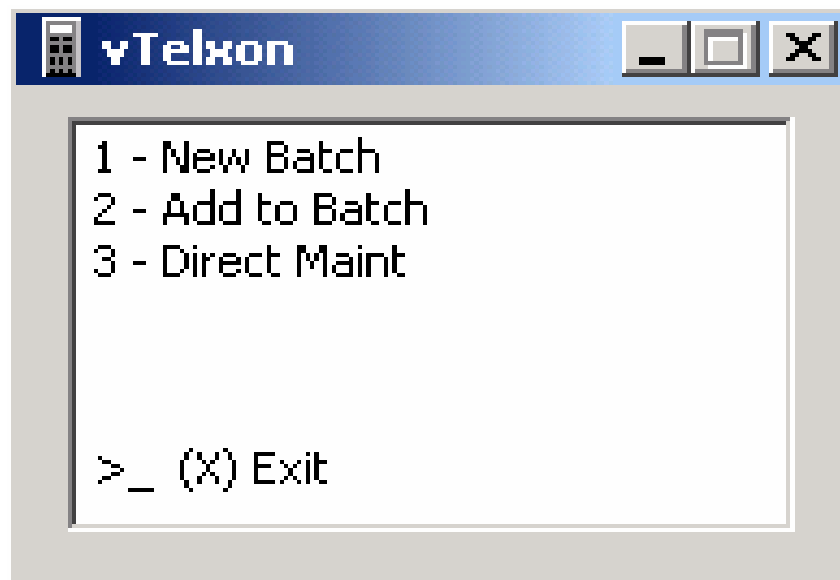 vTelxon
1 - New Batch
2 - Add to Batch
3 - Direct Maint
>_ (X) Exit